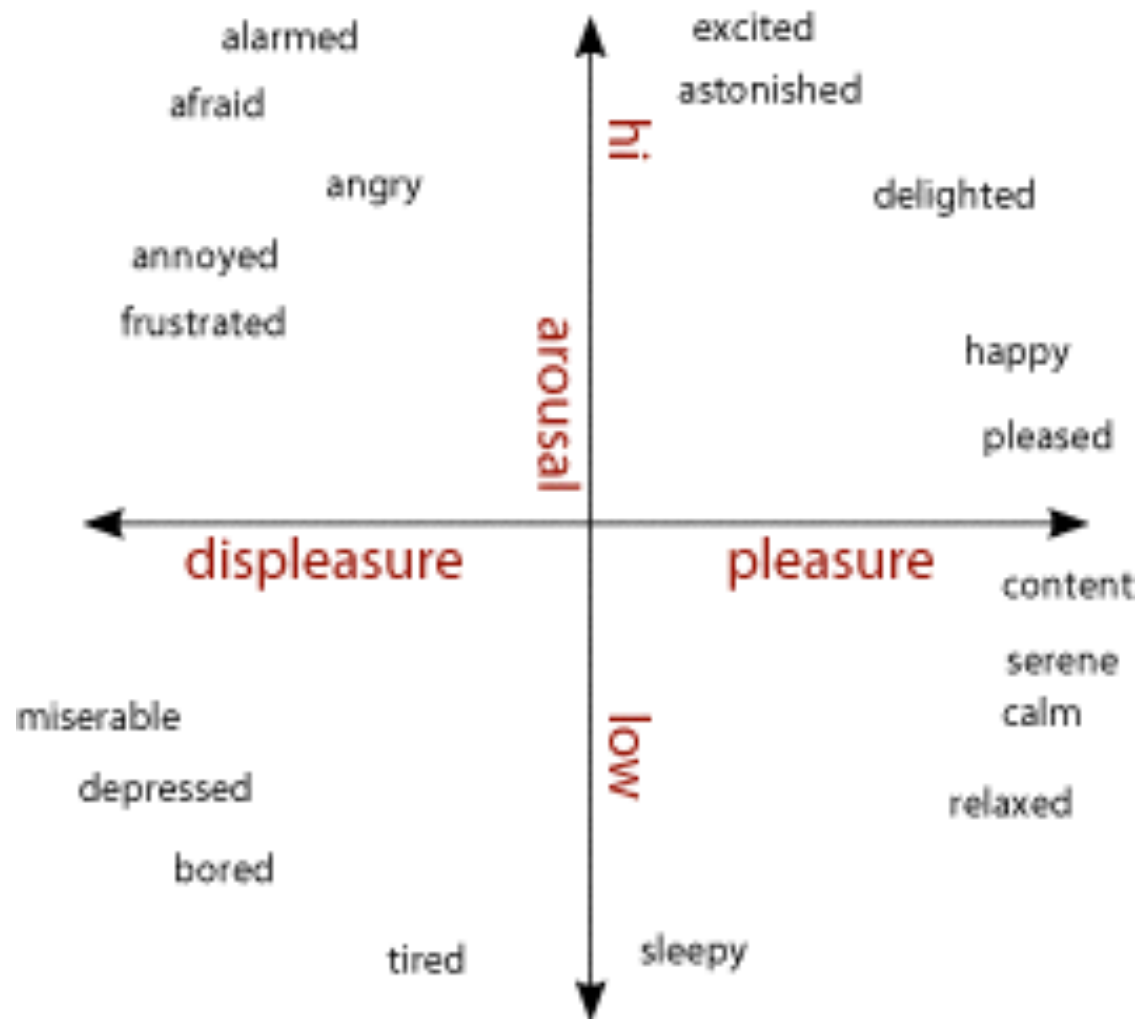 alarmed
excited
afraid
astonished
hi
angry
delighted
annoyed
frustrated
arousal
happy
pleased
displeasure
pleasure
content
serene
miserable
low
calm
depressed
relaxed
bored
tired
sleepy